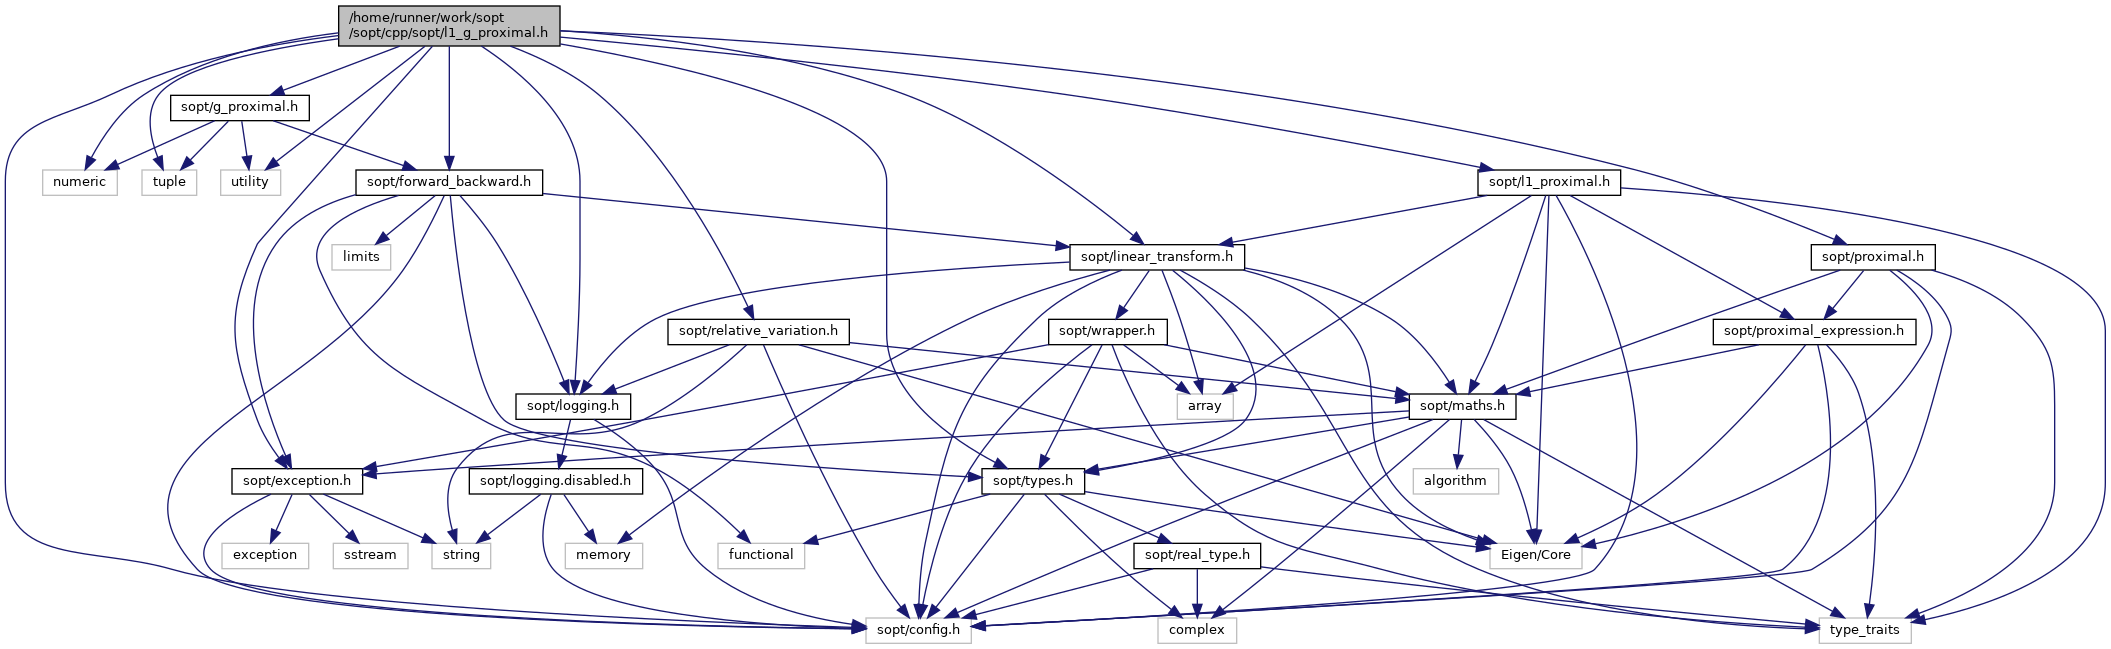 /home/runner/work/sopt
/sopt/cpp/sopt/l1_g_proximal.h
sopt/g_proximal.h
numeric
tuple
utility
sopt/forward_backward.h
sopt/l1_proximal.h
limits
sopt/linear_transform.h
sopt/proximal.h
sopt/relative_variation.h
sopt/wrapper.h
sopt/proximal_expression.h
sopt/logging.h
array
sopt/maths.h
sopt/exception.h
sopt/logging.disabled.h
sopt/types.h
algorithm
exception
sstream
string
memory
functional
sopt/real_type.h
Eigen/Core
sopt/config.h
complex
type_traits